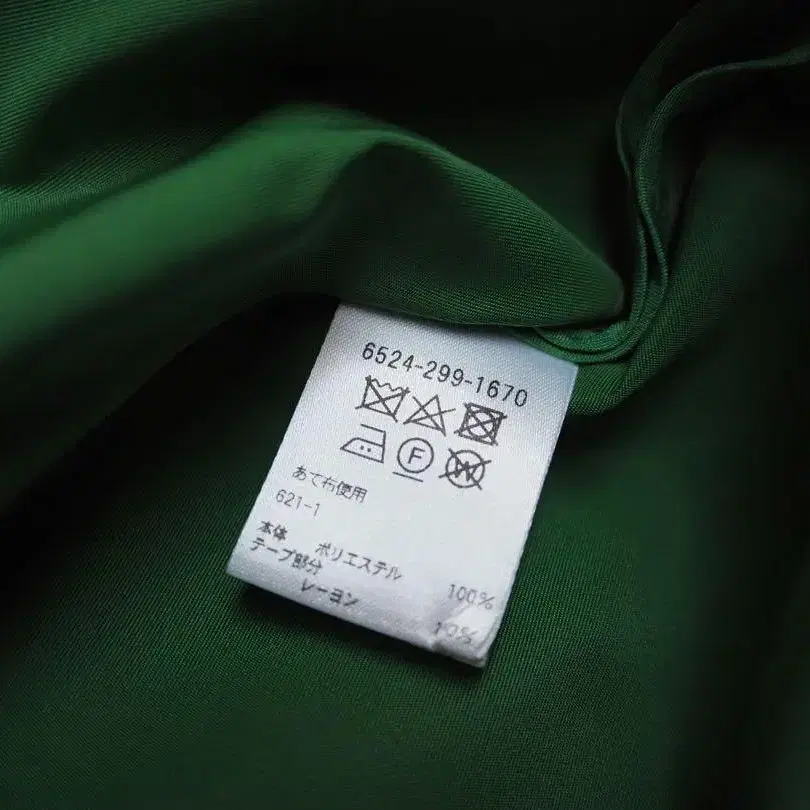 6524-299-1670
F
W
あて布使用
621-1
本体 ポリエステル 100%
テープ部分
レーヨン